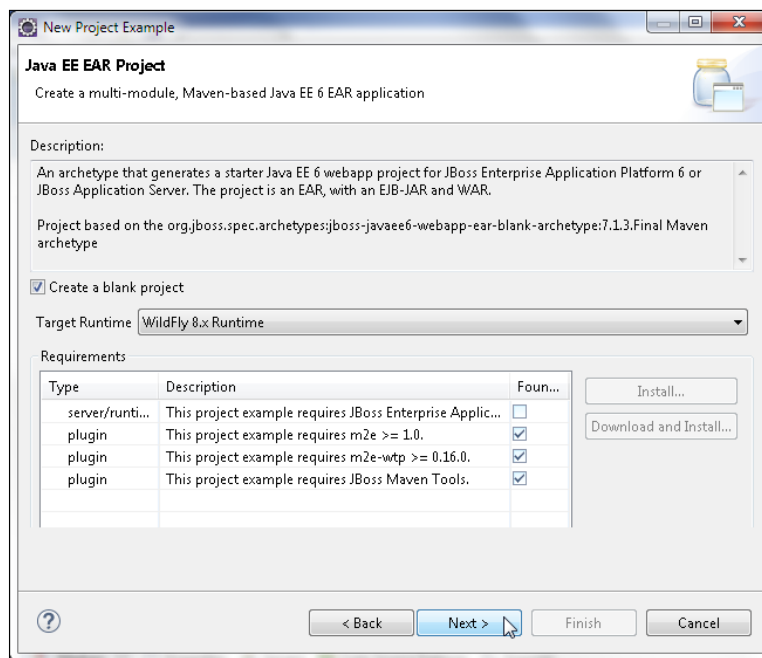 New Project Example
Java EE EAR Project
Create a multi-module, Maven-based Java EE 6 EAR application
Description:
An archetype that generates a starter Java EE 6 webapp project for JBoss Enterprise Application Platform 6 or
JBoss Application Server. The project is an EAR, with an EJB-JAR and WAR.
Project based on the org.jboss.spec.archetypes:jboss-javaee6-webapp-ear-blank-archetype:7.1.3.Final Maven
archetype
Create a blank project
Target Runtime WildFly 8.x Runtime
Requirements
Type Description Foun...
server/runti... This project example requires JBoss Enterprise Applic...
plugin This project example requires m2e >= 1.0.
plugin This project example requires m2e-wtp >= 0.16.0.
plugin This project example requires JBoss Maven Tools.
Install...
Download and Install...
? < Back Next > Finish Cancel